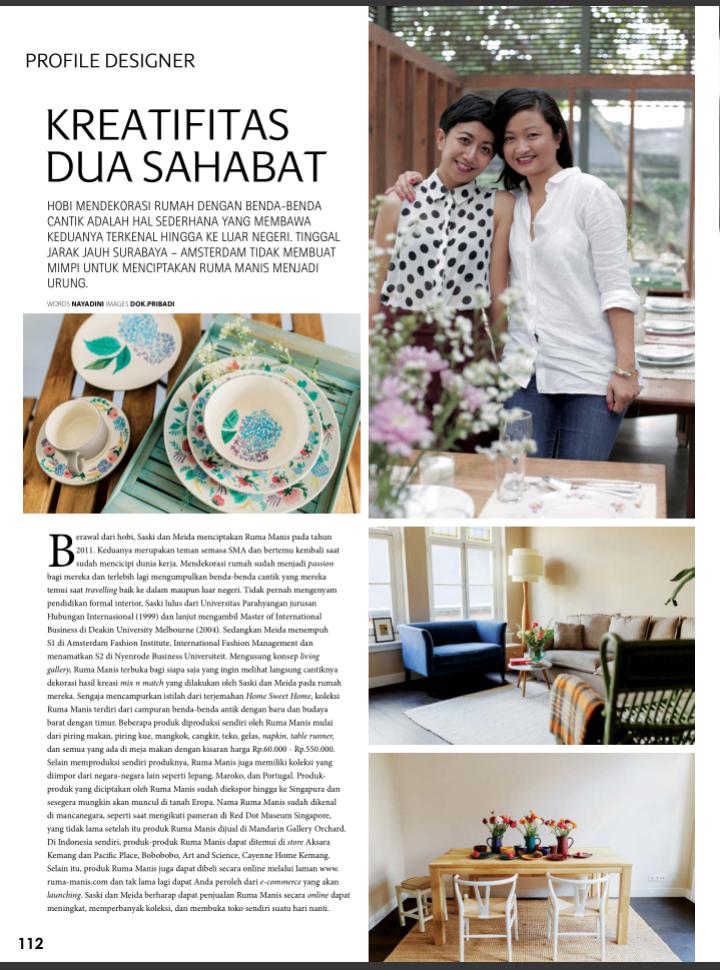 PROFILE DESIGNER
KREATIFITAS
DUA SAHABAT
HOBI MENDEKORASI RUMAH DENGAN BENDA-BENDA
CANTIK ADALAH HAL SEDERHANA YANG MEMBAWA
KEDUANYA TERKENAL HINGGA KE LUAR NEGERI. TINGGAL
JARAK JAUH SURABAYA – AMSTERDAM TIDAK MEMBUAT
MIMPI UNTUK MENCIPTAKAN RUMA MANIS MENJADI
URUNG.
WORDS NAYADINI IMAGES DOK.PRIBADI
Berawal dari hobi, Saski dan Meida menciptakan Ruma Manis pada tahun
2011. Keduanya merupakan teman semasa SMA dan bertemu kembali saat
sudah mencicipi dunia kerja. Mendekorasi rumah sudah menjadi passion
bagi mereka dan terlebih lagi mengumpulkan benda-benda cantik yang mereka
temui saat travelling baik ke dalam maupun luar negeri. Tidak pernah mengenyam
pendidikan formal interior, Saski lulus dari Universitas Parahyangan jurusan
Hubungan Internasional (1999) dan lanjut mengambil Master of International
Business di Deakin University Melbourne (2004). Sedangkan Meida menempuh
S1 di Amsterdam Fashion Institute, International Fashion Management dan
menamatkan S2 di Nyenrode Business Universiteit. Mengusung konsep living
gallery, Ruma Manis terbuka bagi siapa saja yang ingin melihat langsung cantiknya
dekorasi hasil kreasi mix n match yang dilakukan oleh Saski dan Meida pada rumah
mereka. Sengaja mencampurkan istilah dari terjemahan Home Sweet Home, koleksi
Ruma Manis terdiri dari campuran benda-benda antik dengan baru dan budaya
barat dengan timur. Beberapa produk diproduksi sendiri oleh Ruma Manis mulai
dari piring makan, piring kue, mangkok, cangkir, teko, gelas, napkin, table runner,
dan semua yang ada di meja makan dengan kisaran harga Rp.60.000 - Rp.550.000.
Selain memproduksi sendiri produknya, Ruma Manis juga memiliki koleksi yang
diimpor dari negara-negara lain seperti Jepang, Maroko, dan Portugal. Produk-
produk yang diciptakan oleh Ruma Manis sudah diekspor hingga ke Singapura dan
sesegera mungkin akan muncul di tanah Eropa. Nama Ruma Manis sudah dikenal
di mancanegara, seperti saat mengikuti pameran di Red Dot Museum Singapore,
yang tidak lama setelah itu produk Ruma Manis dijual di Mandarin Gallery Orchard.
Di Indonesia sendiri, produk-produk Ruma Manis dapat ditemui di store Aksara
Kemang dan Pacific Place, Bobobobo, Art and Science, Cayenne Home Kemang.
Selain itu, produk Ruma Manis juga dapat dibeli secara online melalui laman www.
ruma-manis.com dan tak lama lagi dapat Anda peroleh dari e-commerce yang akan
launching. Saski dan Meida berharap dapat penjualan Ruma Manis secara online dapat
meningkat, memperbanyak koleksi, dan membuka toko sendiri suatu hari nanti.
112